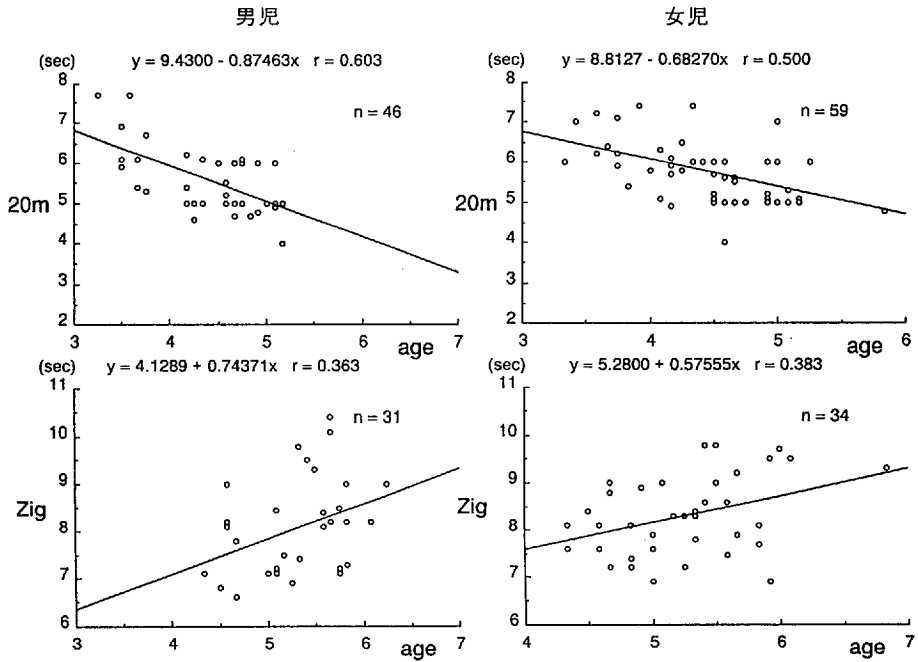 男児
女児
(sec) y = 9.4300 - 0.87463x r = 0.603
8
7
6
5
4
3
2
20m
n = 46
3 4 5 6 7
age
(sec) y = 8.8127 - 0.68270x r = 0.500
8
7
6
5
4
3
2
20m
n = 59
3 4 5 6
age
(sec) y = 4.1289 + 0.74371x r = 0.363
11
10
9
8
7
6
Zig
n = 31
3 4 5 6 7
age
(sec) y = 5.2800 + 0.57555x r = 0.383
11
10
9
8
7
6
Zig
n = 34
4 5 6 7
age